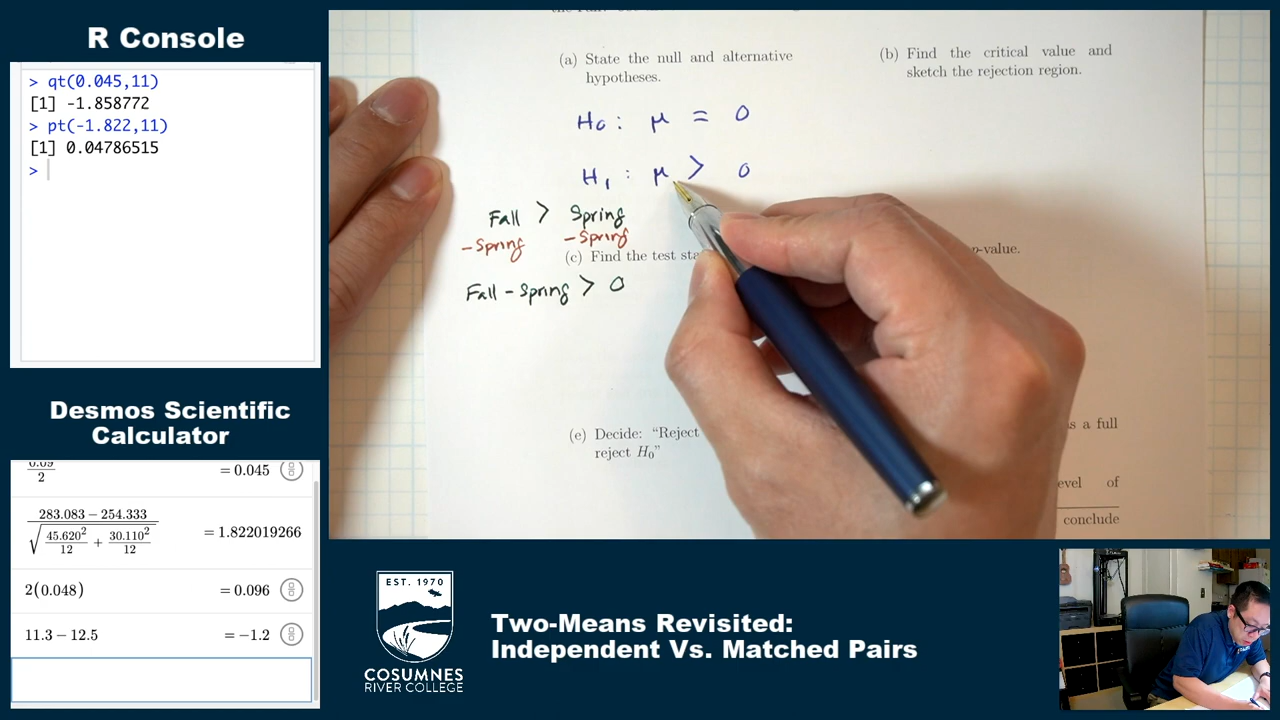 R Console
> qt(0.045,11)
[1] -1.858772
> pt(-1.822,11)
[1] 0.04786515
>
Desmos Scientific
Calculator
0.09
2
= 0.045
283.083 − 254.333
√ 45.620² / 12 + 30.110² / 12
= 1.822019266
2(0.048) = 0.096
11.3 − 12.5 = −1.2
(a) State the null and alternative
hypotheses.
(b) Find the critical value and
sketch the rejection region.
H₀: μ = 0
H₁: μ > 0
Fall > Spring
-Spring -Spring
Fall - Spring > 0
(c) Find the test
p-value.
(e) Decide: “Reject
reject H₀”
s a full
evel of
conclude
EST. 1970
COSUMNES
RIVER COLLEGE
Two-Means Revisited:
Independent Vs. Matched Pairs